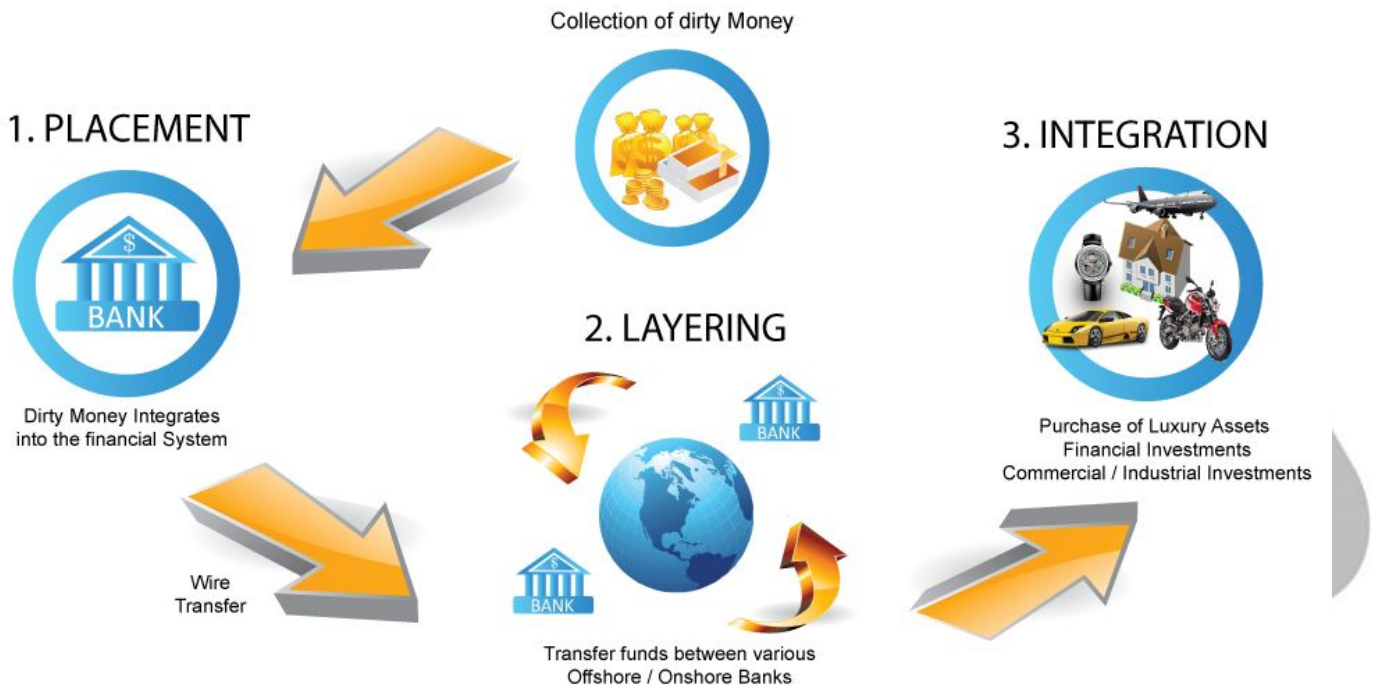 Collection of dirty Money
1. PLACEMENT
$
BANK
Dirty Money Integrates
into the financial System
Wire
Transfer
2. LAYERING
$
BANK
$
BANK
Transfer funds between various
Offshore / Onshore Banks
3. INTEGRATION
Purchase of Luxury Assets
Financial Investments
Commercial / Industrial Investments